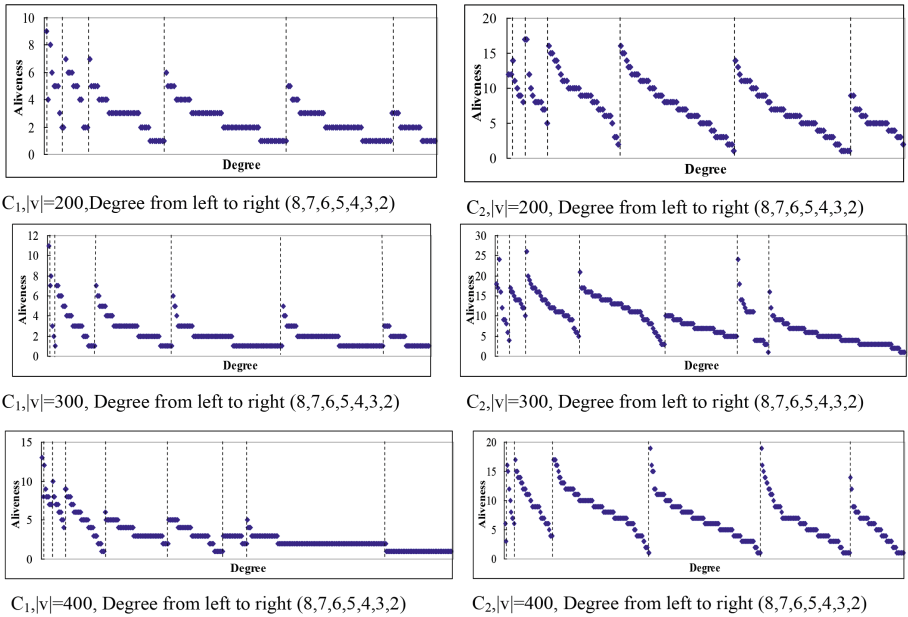 10
8
6
4
2
0
Aliveness
Degree
C1,|v|=200,Degree from left to right (8,7,6,5,4,3,2)
20
15
10
5
0
Aliveness
Degree
C2,|v|=200, Degree from left to right (8,7,6,5,4,3,2)
12
10
8
6
4
2
0
Aliveness
Degree
C1,|v|=300, Degree from left to right (8,7,6,5,4,3,2)
30
25
20
15
10
5
0
Aliveness
Degree
C2,|v|=300, Degree from left to right (8,7,6,5,4,3,2)
15
10
5
0
Aliveness
Degree
C1,|v|=400, Degree from left to right (8,7,6,5,4,3,2)
20
15
10
5
0
Aliveness
Degree
C2,|v|=400, Degree from left to right (8,7,6,5,4,3,2)